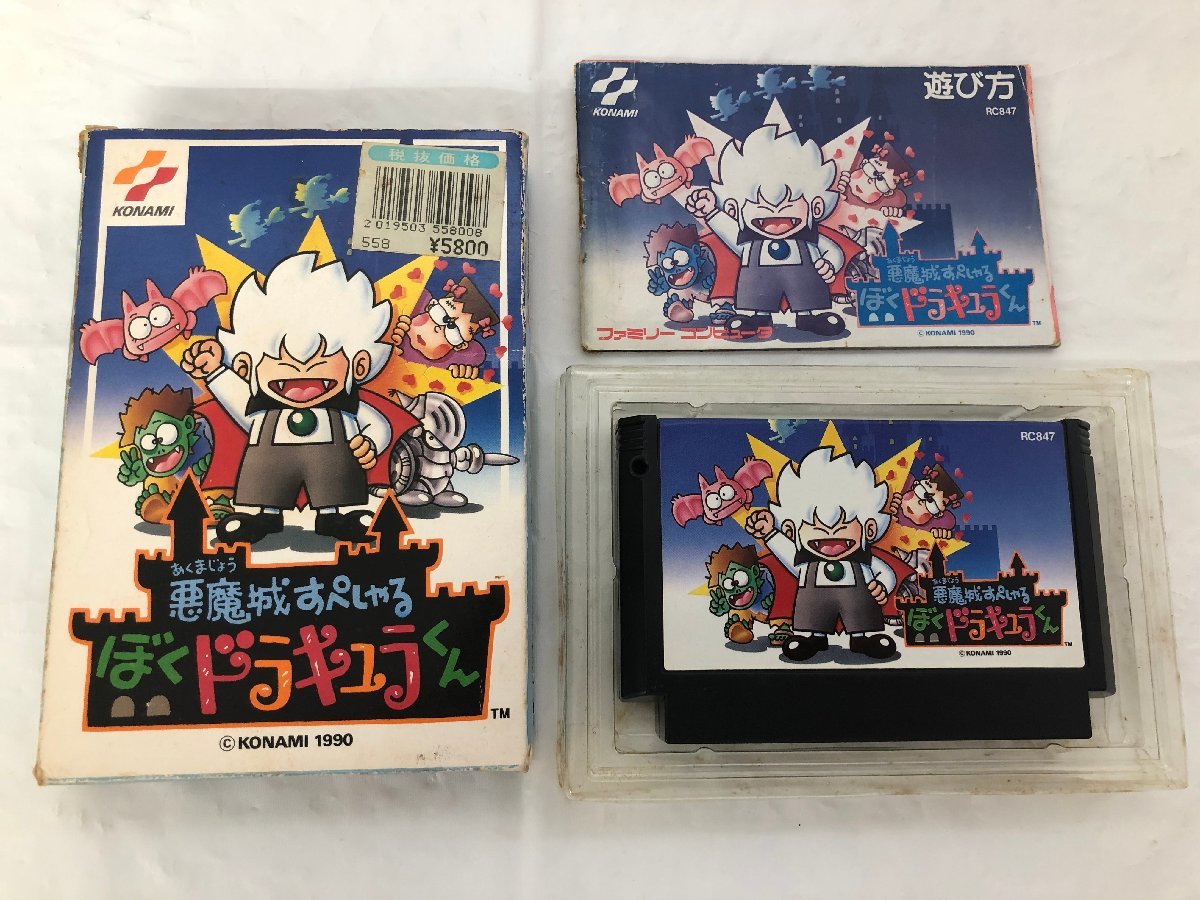 KONAMI
税抜価格
2 019503 558008
558 ¥5800
あくまじょう
悪魔城すぺしゃる
ぼくドラキュラくん
TM
© KONAMI 1990
KONAMI
遊び方
RC847
あくまじょう
悪魔城すぺしゃる
ぼくドラキュラくん
TM
ファミリー コンピュータ
© KONAMI 1990
RC847
あくまじょう
悪魔城すぺしゃる
ぼくドラキュラくん
TM
© KONAMI 1990